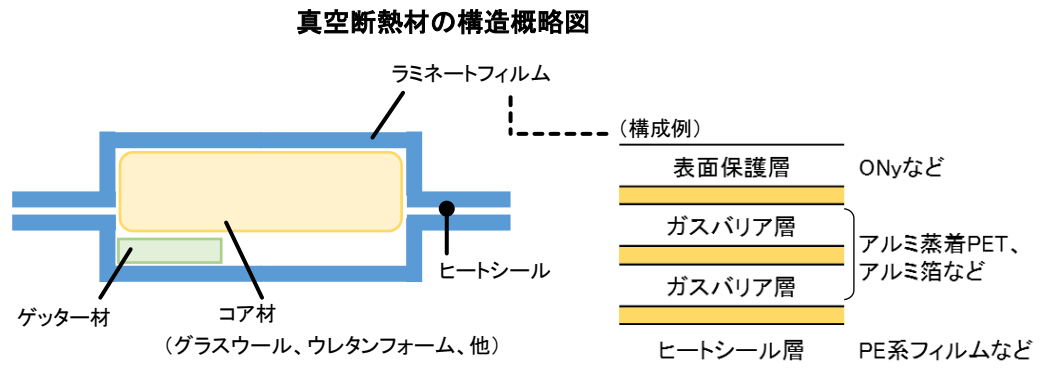 真空断熱材の構造概略図
ラミネートフィルム
（構成例）
表面保護層
ONyなど
ガスバリア層
アルミ蒸着PET、
アルミ箔など
ガスバリア層
ヒートシール
ゲッター材
コア材
（グラスウール、ウレタンフォーム、他）
ヒートシール層
PE系フィルムなど